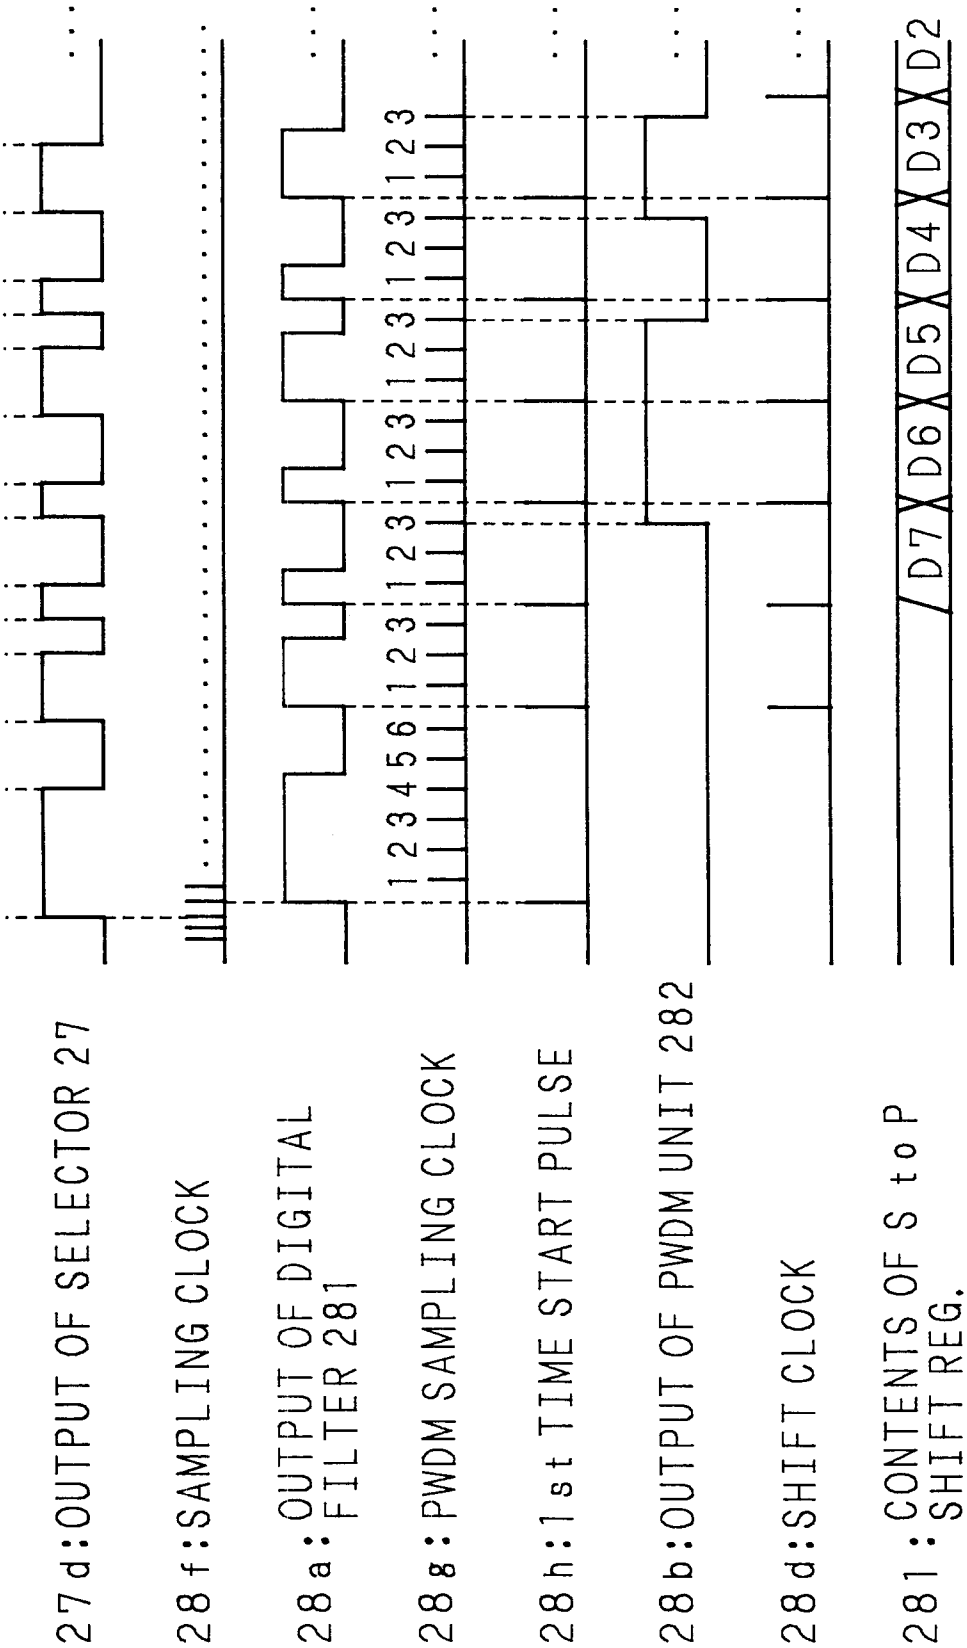 27d:OUTPUT OF SELECTOR 27 ...
28f:SAMPLING CLOCK
28a: OUTPUT OF DIGITAL ...
FILTER 281
28g:PWDM SAMPLING CLOCK 1 2 3 4 5 6 1 2 3 1 2 3 1 2 3 1 2 3 1 2 3 1 2 3 ...
28h:1st TIME START PULSE ...
28b:OUTPUT OF PWDM UNIT 282 ...
28d:SHIFT CLOCK ...
281 : CONTENTS OF S to P D7 D6 D5 D4 D3 D2
SHIFT REG.